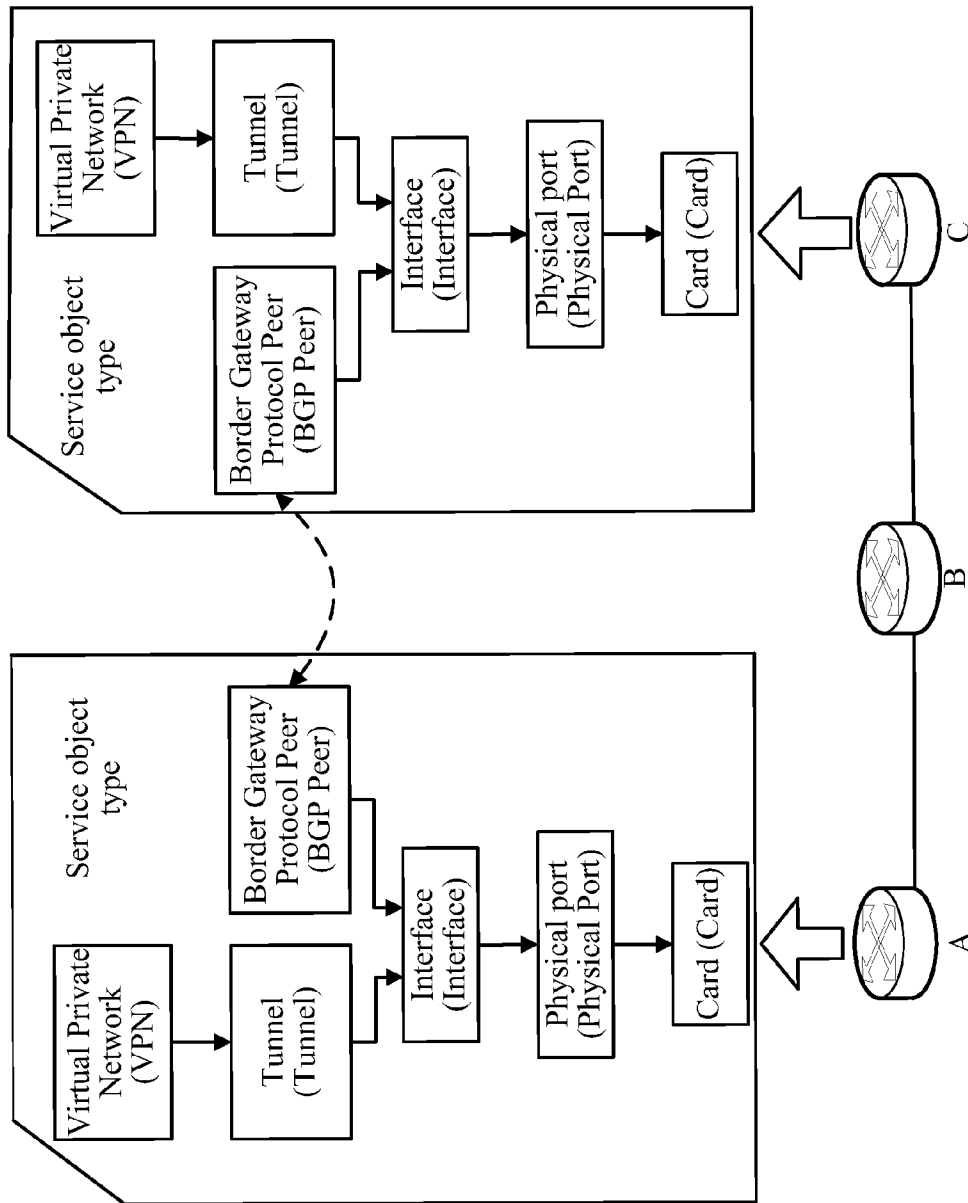 Service object
type
Virtual Private
Network
(VPN)
Tunnel
(Tunnel)
Border Gateway
Protocol Peer
(BGP Peer)
Interface
(Interface)
Physical port
(Physical Port)
Card (Card)
A
B
Service object
type
Virtual Private
Network
(VPN)
Border Gateway
Protocol Peer
(BGP Peer)
Tunnel
(Tunnel)
Interface
(Interface)
Physical port
(Physical Port)
Card (Card)
C